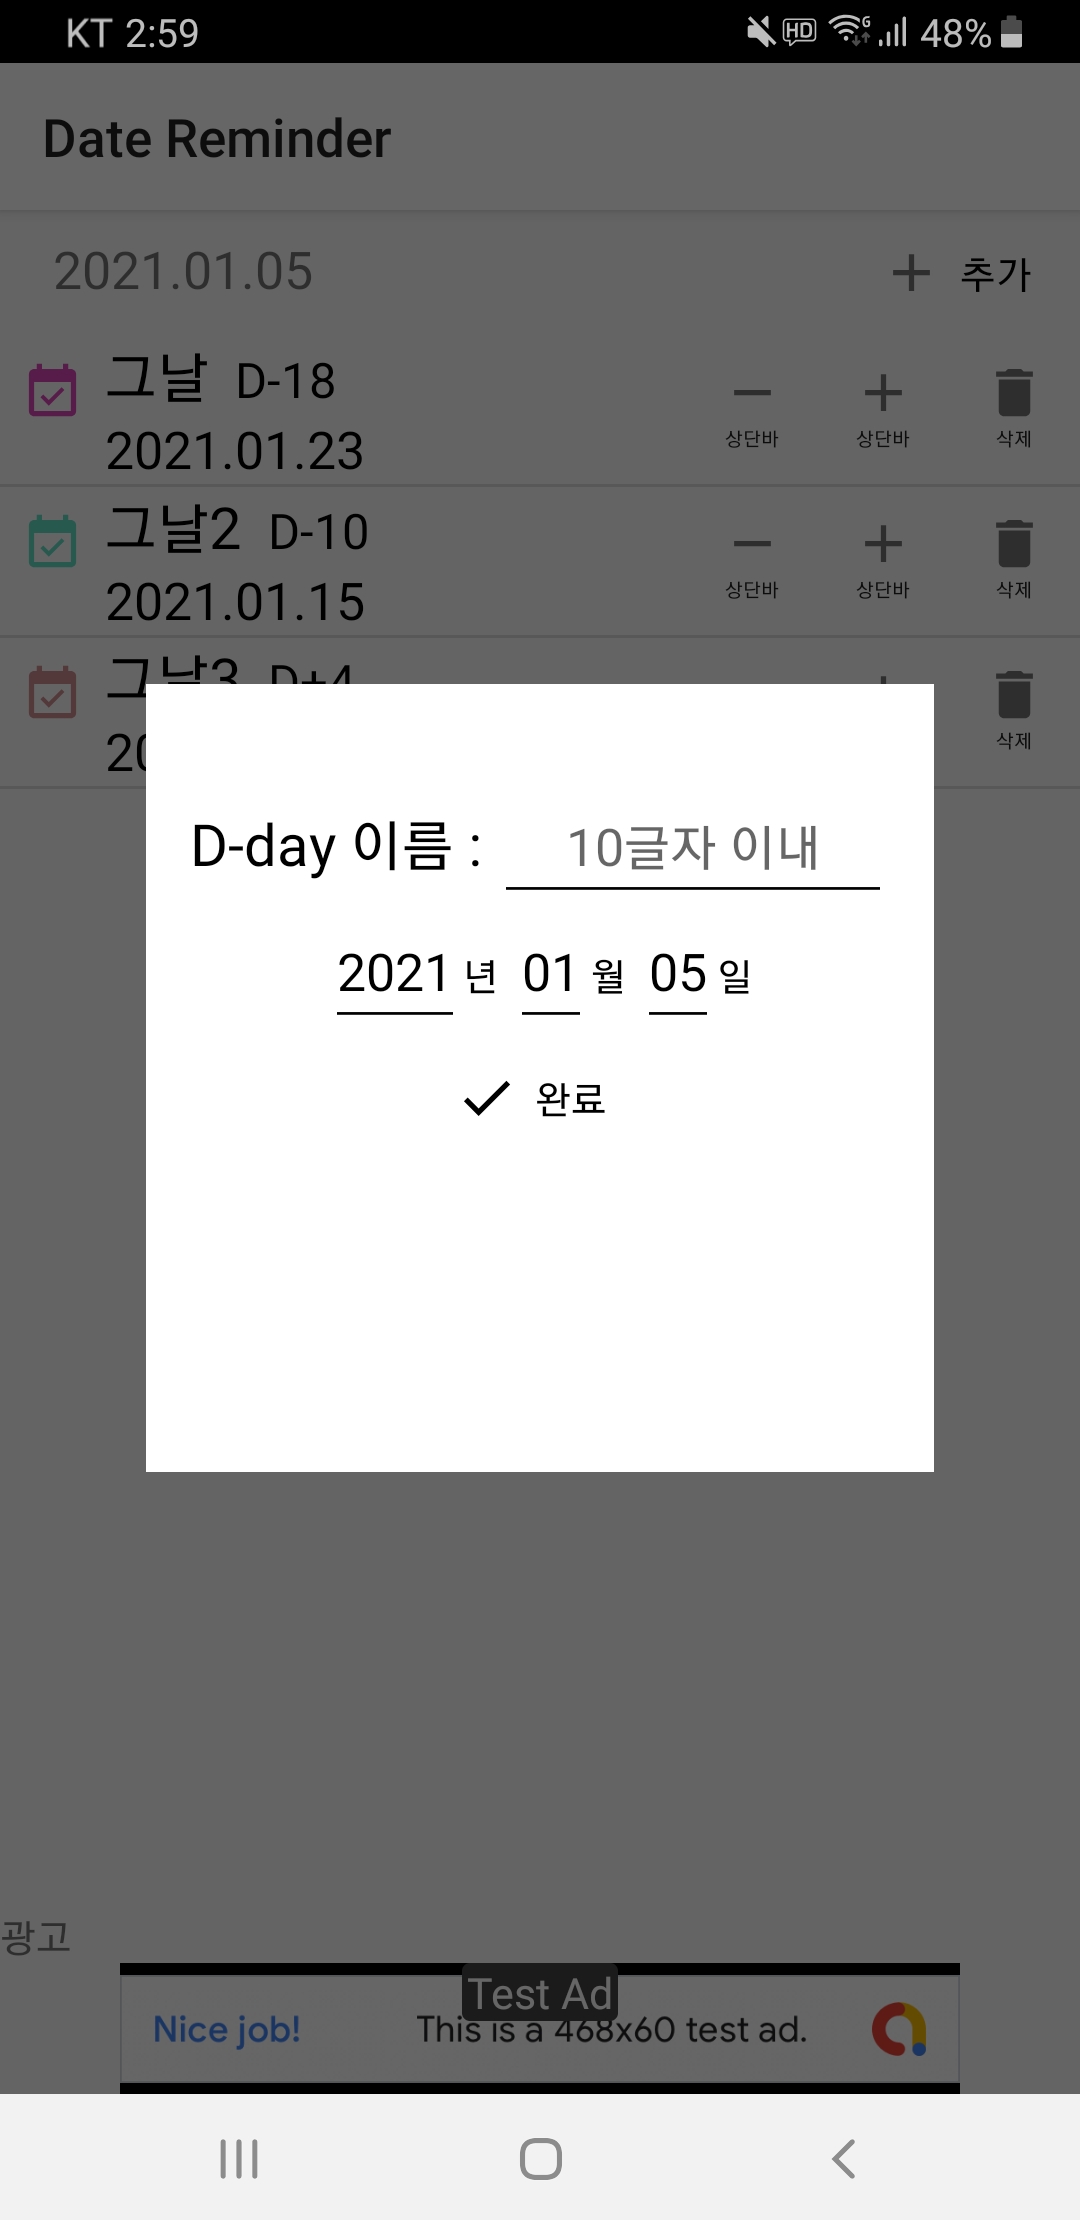 KT 2:59 HD 48%
Date Reminder
2021.01.05 추가
그날 D-18
2021.01.23
상단바 상단바 삭제
그날2 D-10
2021.01.15
상단바 상단바 삭제
그날3 D+4
20
삭제
D-day 이름 : 10글자 이내
2021 년 01 월 05 일
완료
광고
Test Ad
Nice job! This is a 468x60 test ad.